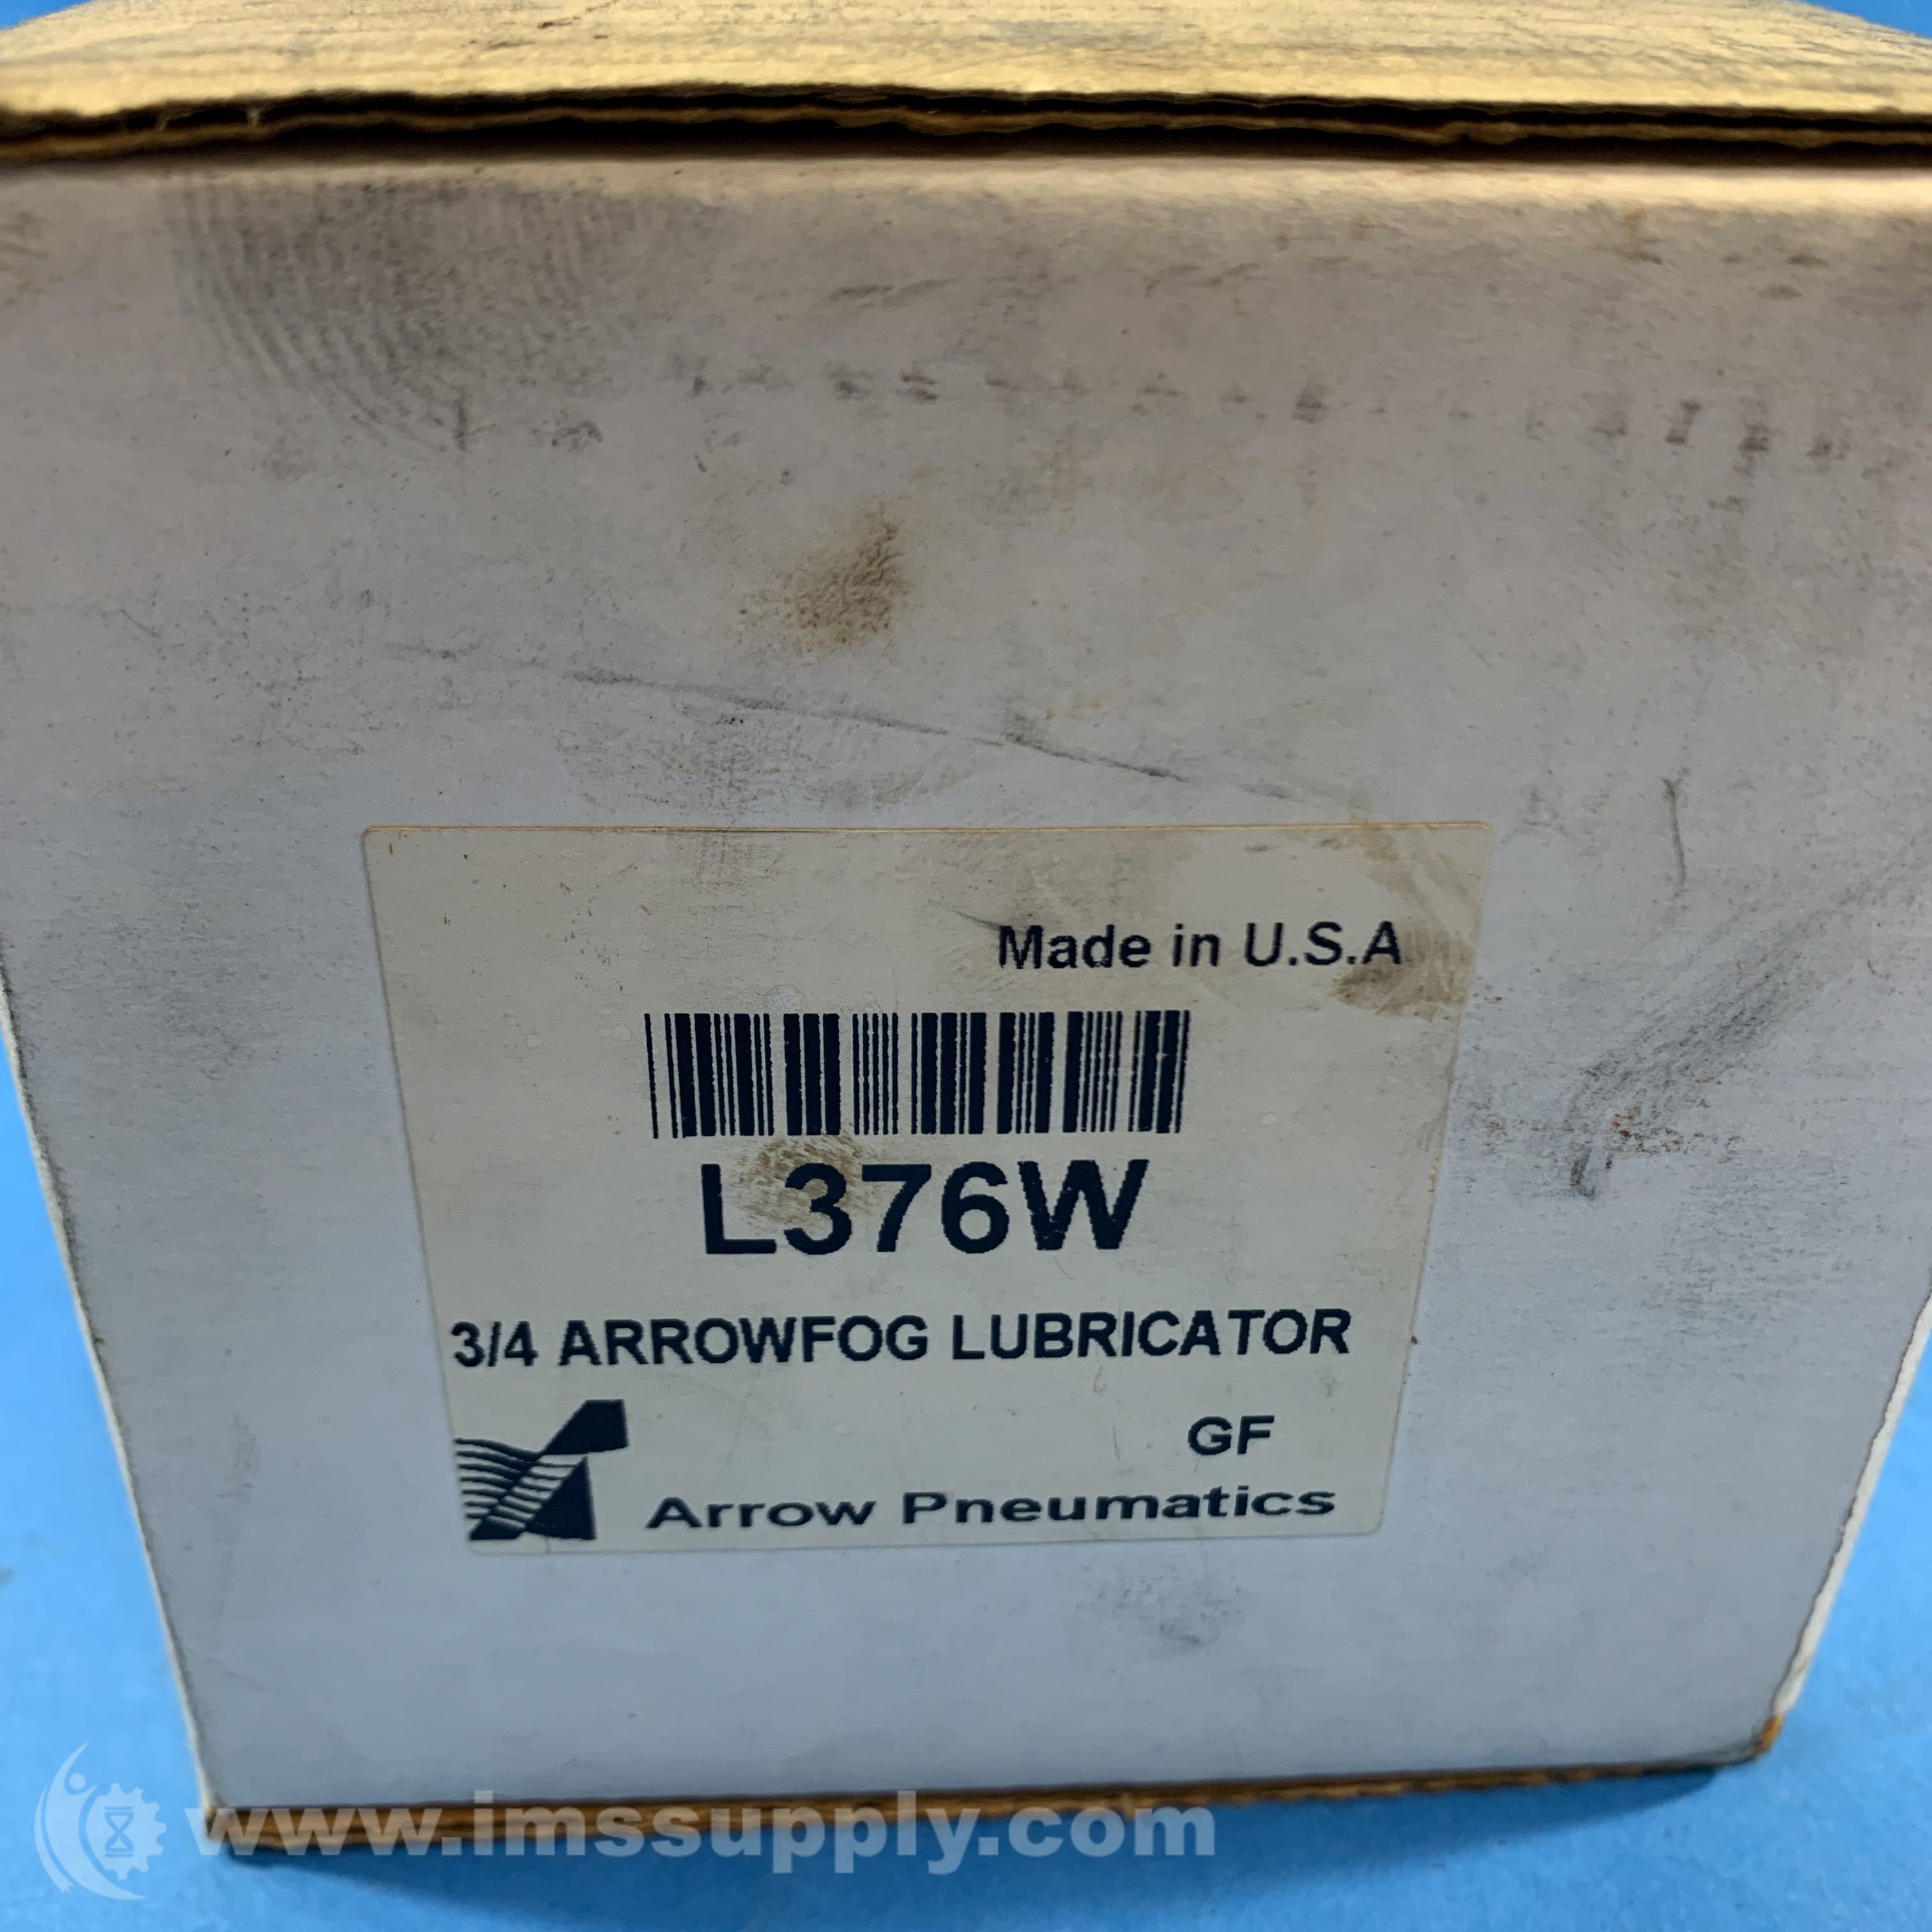 Made in U.S.A
L376W
3/4 ARROWFOG LUBRICATOR
GF
Arrow Pneumatics
www.imssupply.com